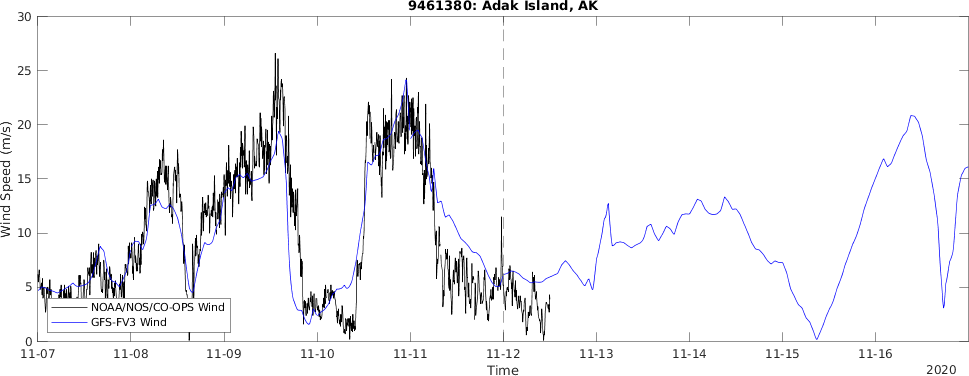 9461380: Adak Island, AK
Wind Speed (m/s)
30
25
20
15
10
5
0
NOAA/NOS/CO-OPS Wind
GFS-FV3 Wind
11-07 11-08 11-09 11-10 11-11 11-12 11-13 11-14 11-15 11-16
Time
2020